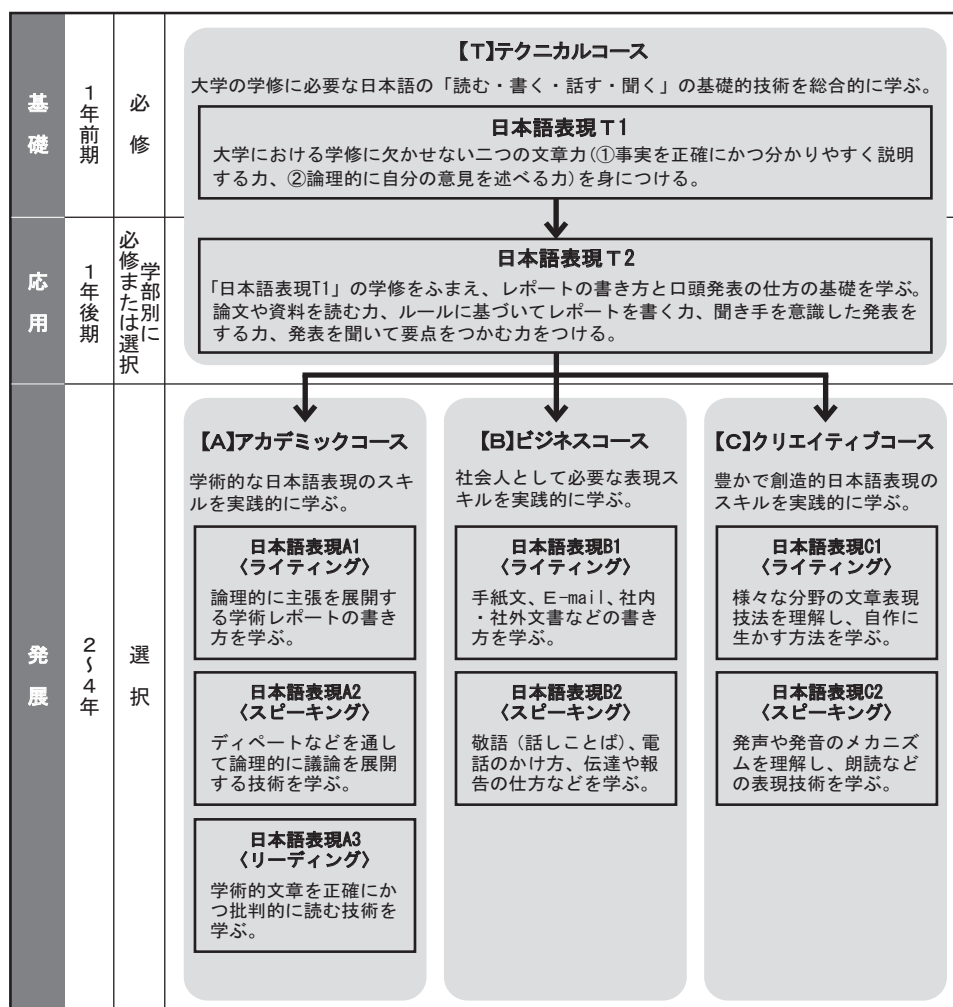 基礎
1年前期
必修
【T】テクニカルコース
大学の学修に必要な日本語の「読む・書く・話す・聞く」の基礎的技術を総合的に学ぶ。
日本語表現T1
大学における学修に欠かせない二つの文章力(①事実を正確にかつ分かりやすく説明
する力、②論理的に自分の意見を述べる力)を身につける。
応用
1年後期
学部別に
必修または選択
日本語表現T2
「日本語表現T1」の学修をふまえ、レポートの書き方と口頭発表の仕方の基礎を学ぶ。
論文や資料を読む力、ルールに基づいてレポートを書く力、聞き手を意識した発表を
する力、発表を聞いて要点をつかむ力をつける。
発展
2〜4年
選択
【A】アカデミックコース
学術的な日本語表現のスキ
ルを実践的に学ぶ。
日本語表現A1
〈ライティング〉
論理的に主張を展開す
る学術レポートの書き
方を学ぶ。
日本語表現A2
〈スピーキング〉
ディベートなどを通し
て論理的に議論を展開
する技術を学ぶ。
日本語表現A3
〈リーディング〉
学術的文章を正確にか
つ批判的に読む技術を
学ぶ。
【B】ビジネスコース
社会人として必要な表現ス
キルを実践的に学ぶ。
日本語表現B1
〈ライティング〉
手紙文、E-mail、社内
・社外文書などの書き
方を学ぶ。
日本語表現B2
〈スピーキング〉
敬語(話しことば)、電
話のかけ方、伝達や報
告の仕方などを学ぶ。
【C】クリエイティブコース
豊かで創造的日本語表現の
スキルを実践的に学ぶ。
日本語表現C1
〈ライティング〉
様々な分野の文章表現
技法を理解し、自作に
生かす方法を学ぶ。
日本語表現C2
〈スピーキング〉
発声や発音のメカニズ
ムを理解し、朗読など
の表現技術を学ぶ。